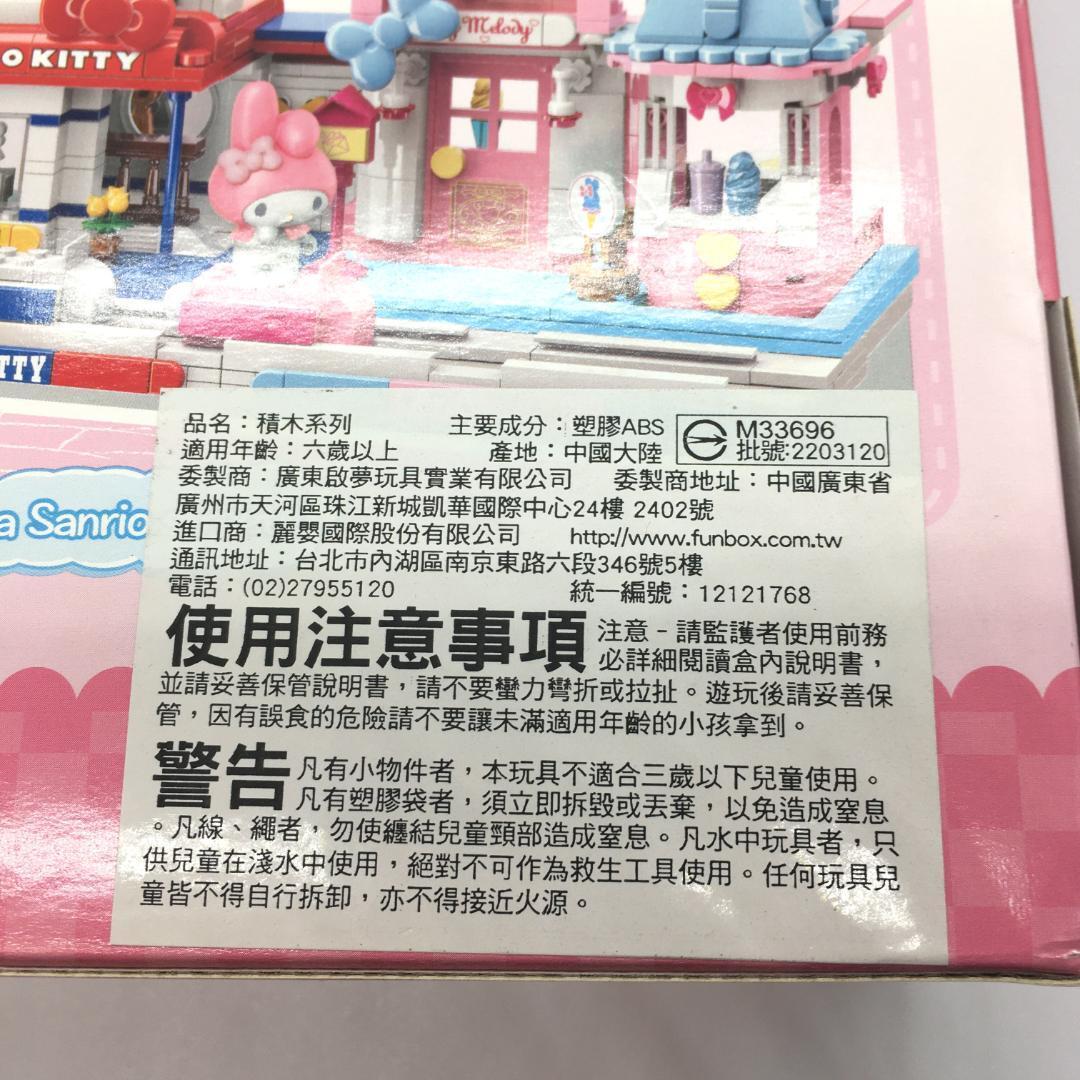 O KITTY
My Melody
TTY
a Sanrio
品名：積木系列 主要成分：塑膠ABS
M33696
適用年齡：六歲以上 產地：中國大陸
批號:2203120
委製商：廣東啟夢玩具實業有限公司 委製商地址：中國廣東省
廣州市天河區珠江新城凱華國際中心24樓 2402號
進口商：麗嬰國際股份有限公司 http://www.funbox.com.tw
通訊地址：台北市內湖區南京東路六段346號5樓
電話：(02)27955120 統一編號：12121768
使用注意事項 注意－請監護者使用前務
必詳細閱讀盒內說明書，
並請妥善保管說明書，請不要蠻力彎折或拉扯。遊玩後請妥善保
管，因有誤食的危險請不要讓未滿適用年齡的小孩拿到。
警告 凡有小物件者，本玩具不適合三歲以下兒童使用。
凡有塑膠袋者，須立即拆毀或丟棄，以免造成窒息
。凡線、繩者，勿使纏結兒童頸部造成窒息。凡水中玩具者，只
供兒童在淺水中使用，絕對不可作為救生工具使用。任何玩具兒
童皆不得自行拆卸，亦不得接近火源。